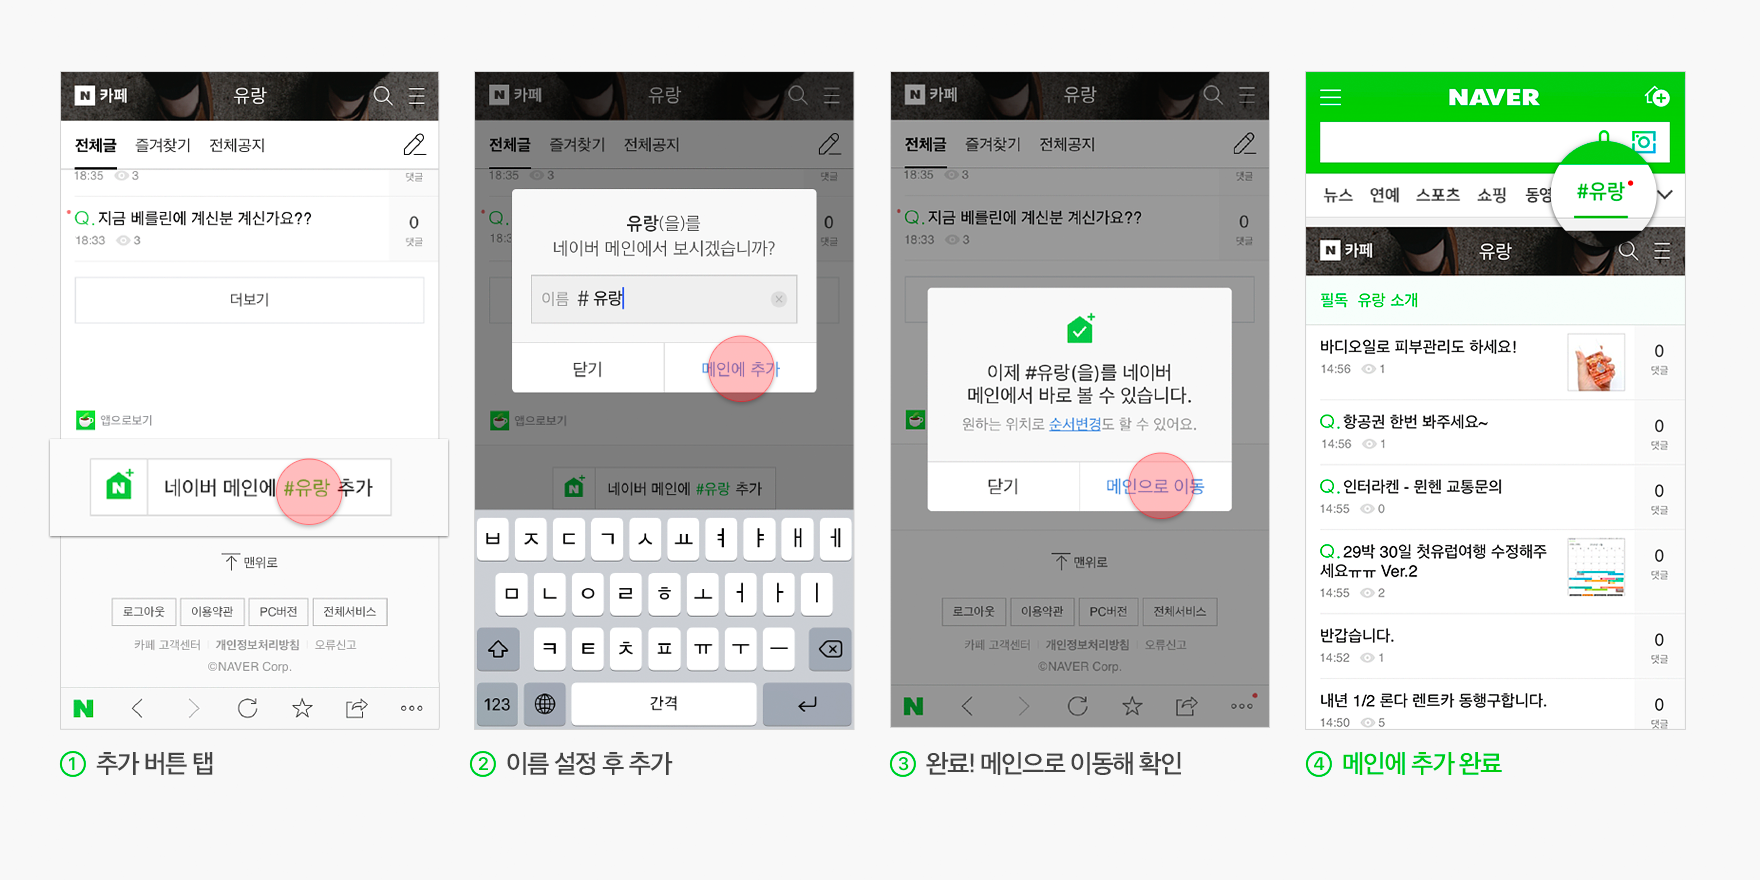 N 카페
유랑
전체글 즐겨찾기 전체공지
18:35 3 댓글
Q. 지금 베를린에 계신분 계신가요??
18:33 3
0
댓글
더보기
앱으로보기
N 네이버 메인에 #유랑 추가
맨위로
로그아웃 이용약관 PC버전 전체서비스
카페 고객센터 개인정보처리방침 오류신고
©NAVER Corp.
N
1 추가 버튼 탭
N 카페
유랑
전체글 즐겨찾기 전체공지
18:35 3 댓글
Q.
18:3
0
댓글
유랑(을)를
네이버 메인에서 보시겠습니까?
이름 # 유랑
닫기 메인에 추가
앱으로보기
N 네이버 메인에 #유랑 추가
ㅂ ㅈ ㄷ ㄱ ㅅ ㅛ ㅕ ㅑ ㅐ ㅔ
ㅁ ㄴ ㅇ ㄹ ㅎ ㅗ ㅓ ㅏ ㅣ
ㅋ ㅌ ㅊ ㅍ ㅠ ㅜ ㅡ
123 간격
2 이름 설정 후 추가
N 카페
유랑
전체글 즐겨찾기 전체공지
18:35 3 댓글
Q. 지금 베를린에 계신분 계신가요??
18:33 3
0
댓글
이제 #유랑(을)를 네이버
메인에서 바로 볼 수 있습니다.
원하는 위치로 순서변경도 할 수 있어요.
닫기 메인으로 이동
맨위로
로그아웃 이용약관 PC버전 전체서비스
카페 고객센터 개인정보처리방침 오류신고
©NAVER Corp.
N
3 완료! 메인으로 이동해 확인
NAVER
뉴스 연예 스포츠 쇼핑 동영 #유랑
N 카페
유랑
필독 유랑 소개
바디오일로 피부관리도 하세요!
14:56 1
0
댓글
Q. 항공권 한번 봐주세요~
14:56 1
0
댓글
Q. 인터라켄 - 뮌헨 교통문의
14:55 0
0
댓글
Q. 29박 30일 첫유럽여행 수정해주
세요ㅠㅠ Ver.2
14:55 2
0
댓글
반갑습니다.
14:52 1
0
댓글
내년 1/2 론다 렌트카 동행구합니다.
14:50 5
0
댓글
4 메인에 추가 완료